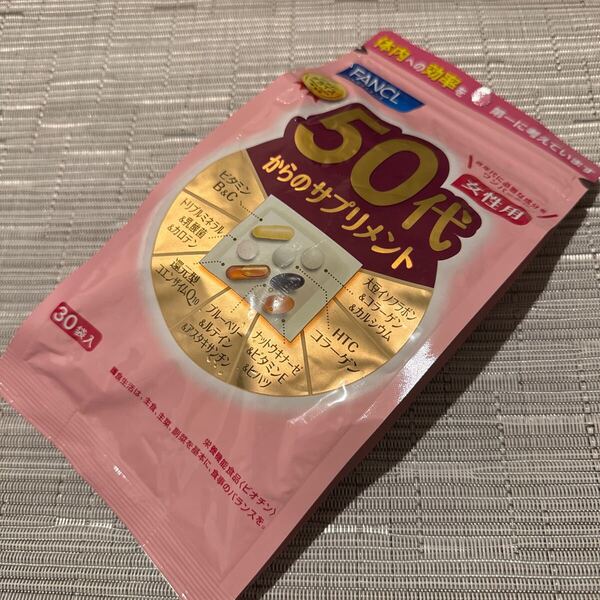 体内への効率を 第一に考えています
FANCL
50代
からのサプリメント
女性用
ビタミン
B&C
トリプルミネラル
&乳酸菌
&カロテン
還元型
コエンザイムQ10
ブルーベリー
&ルテイン
&アスタキサンチン
ナットウキナーゼ
&ビタミンE
&ヒハツ
HTC
コラーゲン
大豆イソフラボン
&コラーゲン
&カルシウム
30袋入
栄養機能食品〈ビオチン〉
●食生活は、主食、主菜、副菜を基本に、食事のバランスを。